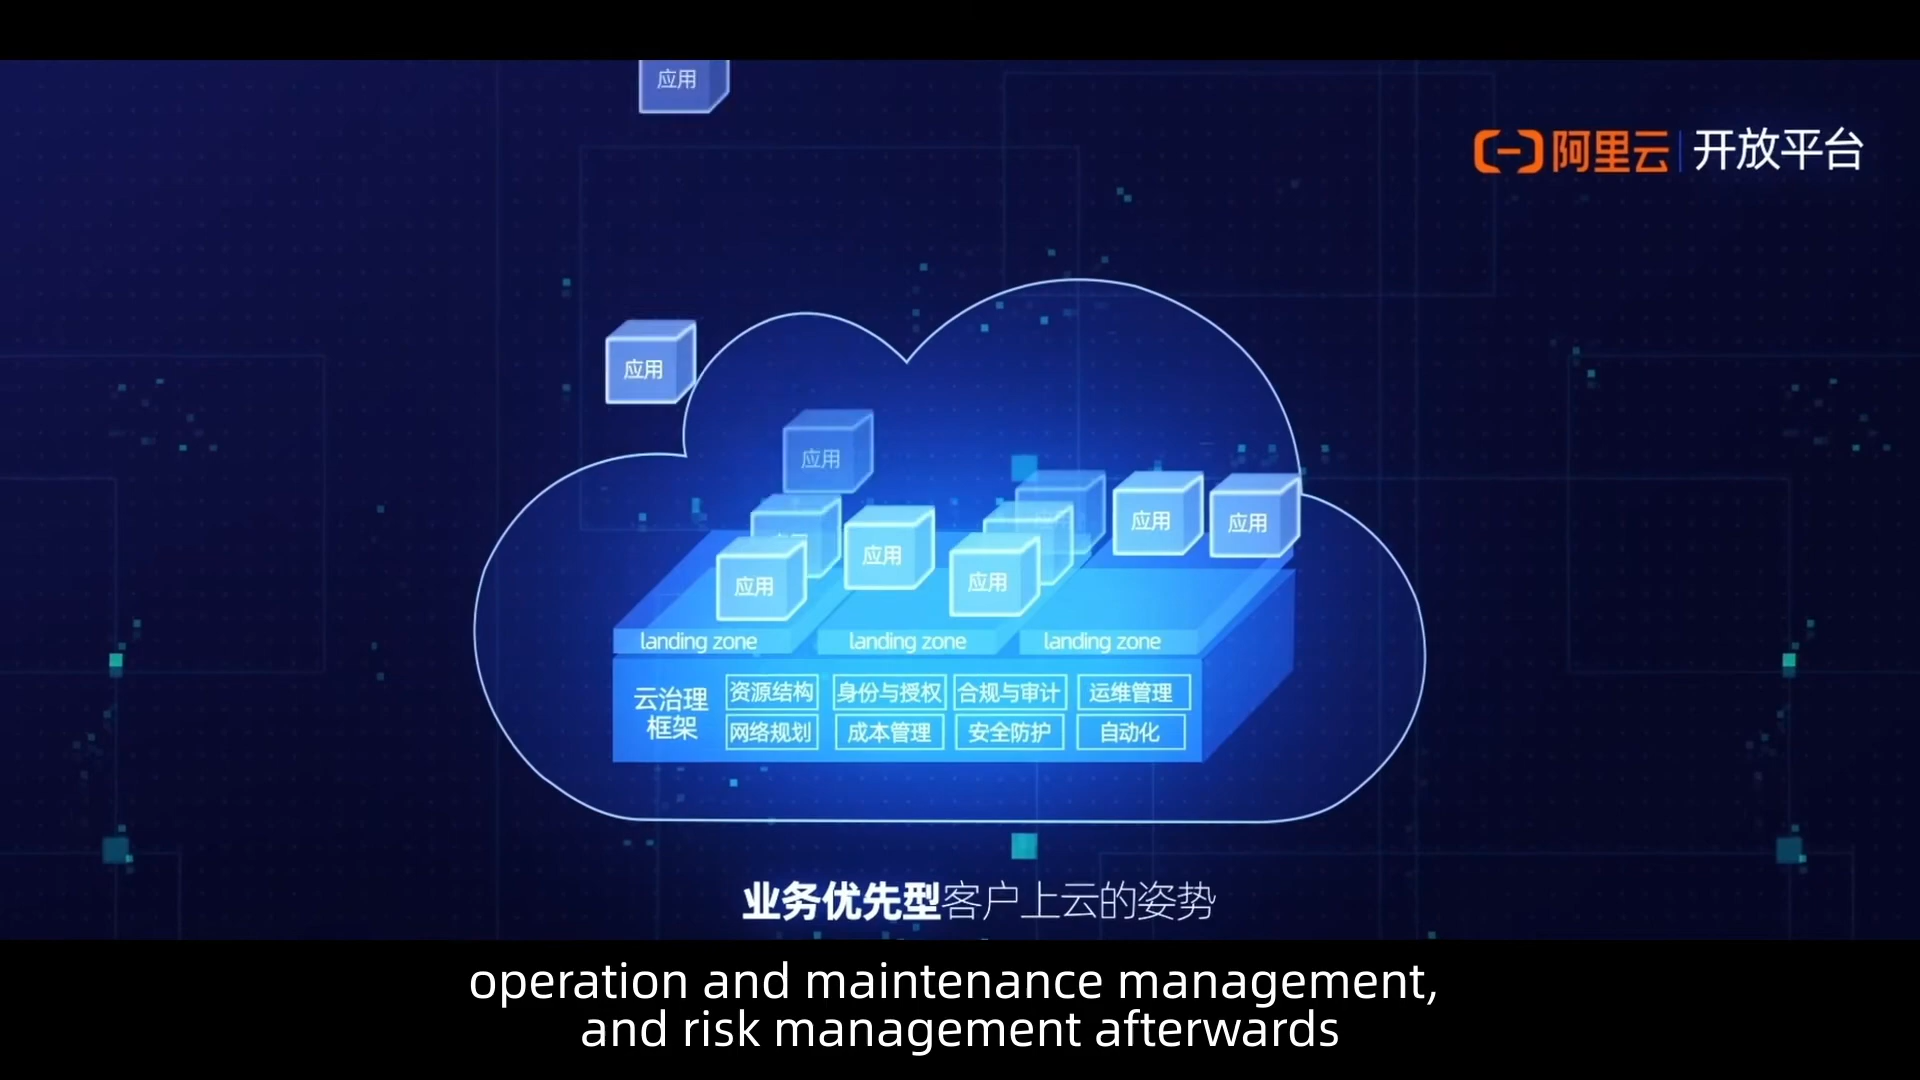 应用
阿里云 开放平台
应用
应用
应用
应用
应用
应用
应用
应用
landing zone landing zone landing zone
云治理框架
资源结构 身份与授权 合规与审计 运维管理
网络规划 成本管理 安全防护 自动化
业务优先型客户上云的姿势
operation and maintenance management,
and risk management afterwards